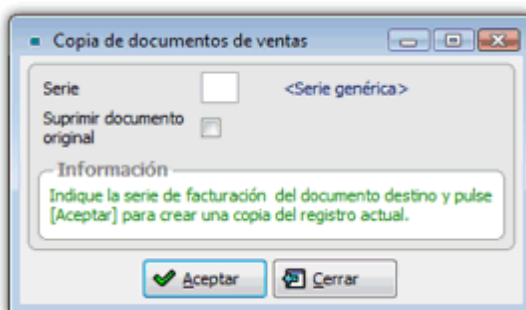 Copia de documentos de ventas
Serie <Serie genérica>
Suprimir documento
original
Información
Indique la serie de facturación del documento destino y pulse
[Aceptar] para crear una copia del registro actual.
Aceptar Cerrar